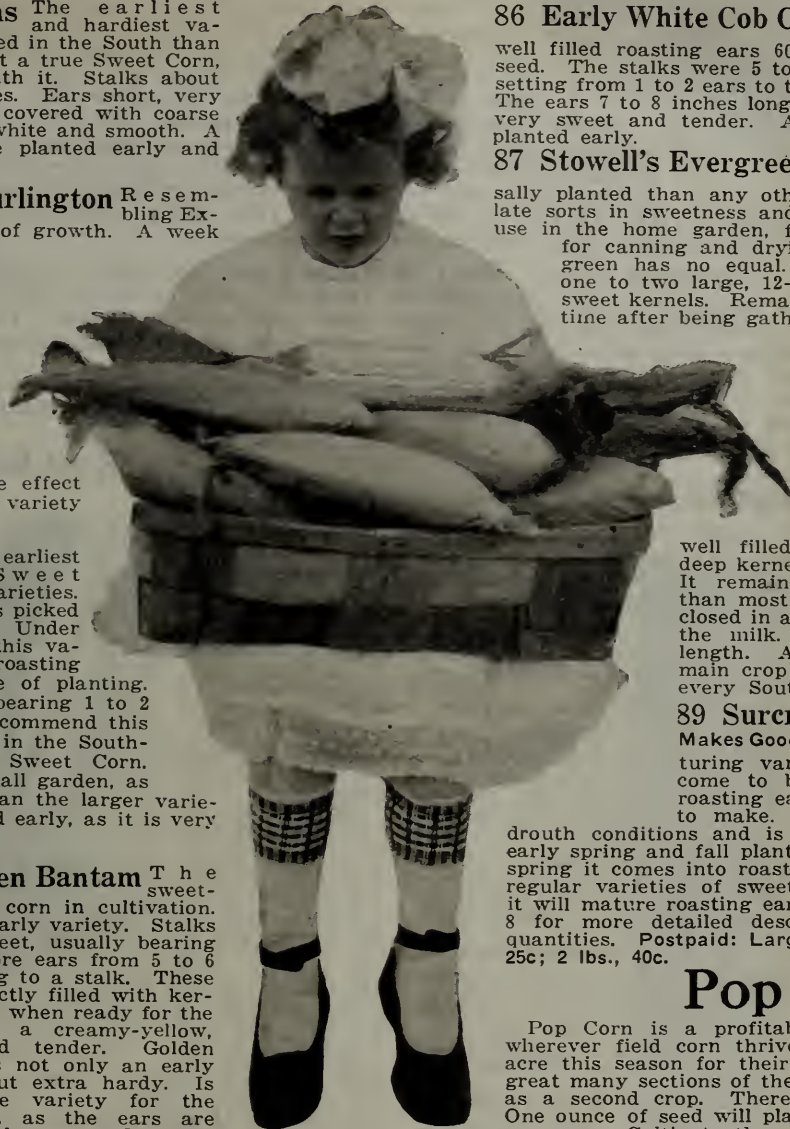 ns The earliest
and hardiest va-
ed in the South than
t a true Sweet Corn,
th it. Stalks about
es. Ears short, very
covered with coarse
white and smooth. A
e planted early and
urlington Resem-
bling Ex-
of growth. A week
e effect
variety
earliest
Sweet
arieties.
s picked
Under
this va-
roasting
e of planting.
bearing 1 to 2
commend this
in the South-
Sweet Corn.
all garden, as
an the larger varie-
d early, as it is very
en Bantam The
sweet-
corn in cultivation.
arly variety. Stalks
eet, usually bearing
re ears from 5 to 6
g to a stalk. These
ctly filled with ker-
when ready for the
a creamy-yellow,
d tender. Golden
s not only an early
ut extra hardy. Is
e variety for the
, as the ears are
86 Early White Cob C
well filled roasting ears 60
seed. The stalks were 5 to
setting from 1 to 2 ears to t
The ears 7 to 8 inches long
very sweet and tender. A
planted early.
87 Stowell's Evergree
sally planted than any oth
late sorts in sweetness and
use in the home garden, f
for canning and dryi
green has no equal.
one to two large, 12-
sweet kernels. Rema
time after being gath
well filled
deep kerne
It remain
than most
closed in a
the milk.
length. A
main crop
every Sout
89 Surcr
Makes Good
turing var
come to b
roasting ea
to make.
drouth conditions and is
early spring and fall plant
spring it comes into roast
regular varieties of sweet
it will mature roasting ear
8 for more detailed desc
quantities. Postpaid: Larg
25c; 2 lbs., 40c.
Pop
Pop Corn is a profitab
wherever field corn thrive
acre this season for their
great many sections of the
as a second crop. There
One ounce of seed will pla